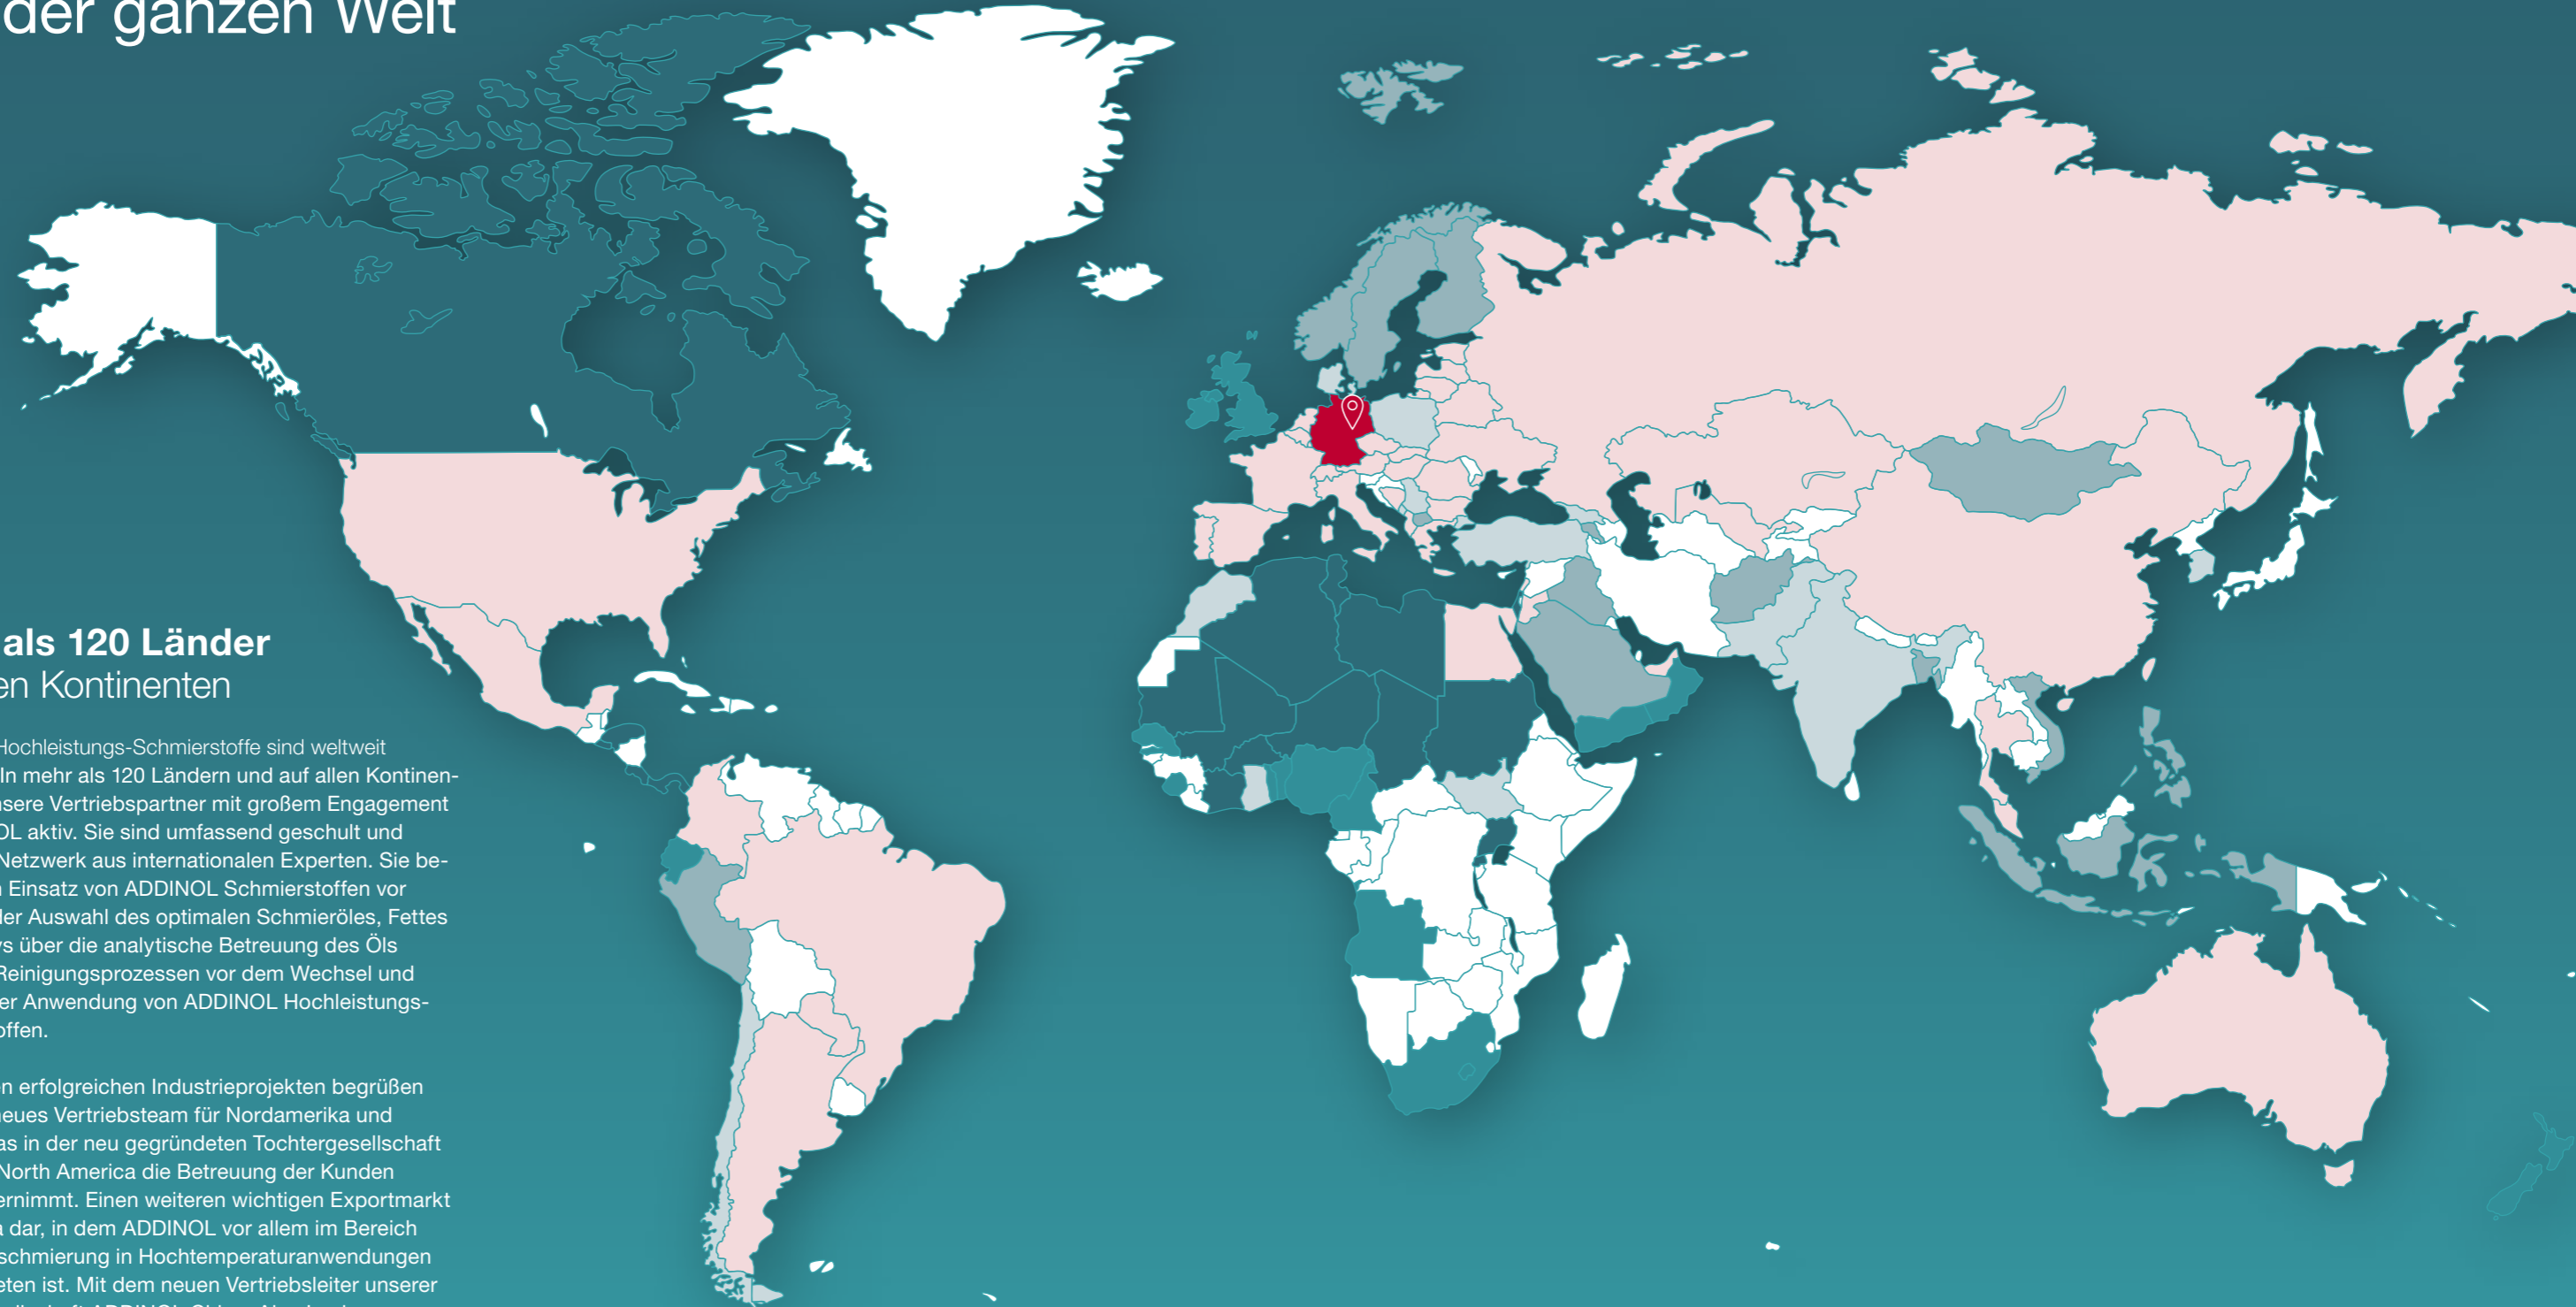 der ganzen Welt
als 120 Länder
en Kontinenten
Hochleistungs-Schmierstoffe sind weltweit
In mehr als 120 Ländern und auf allen Kontinen-
nsere Vertriebspartner mit großem Engagement
OL aktiv. Sie sind umfassend geschult und
Netzwerk aus internationalen Experten. Sie be-
n Einsatz von ADDINOL Schmierstoffen vor
der Auswahl des optimalen Schmieröles, Fettes
ys über die analytische Betreuung des Öls
Reinigungsprozessen vor dem Wechsel und
er Anwendung von ADDINOL Hochleistungs-
offen.
en erfolgreichen Industrieprojekten begrüßen
neues Vertriebsteam für Nordamerika und
as in der neu gegründeten Tochtergesellschaft
North America die Betreuung der Kunden
ernimmt. Einen weiteren wichtigen Exportmarkt
a dar, in dem ADDINOL vor allem im Bereich
schmierung in Hochtemperaturanwendungen
eten ist. Mit dem neuen Vertriebsleiter unserer